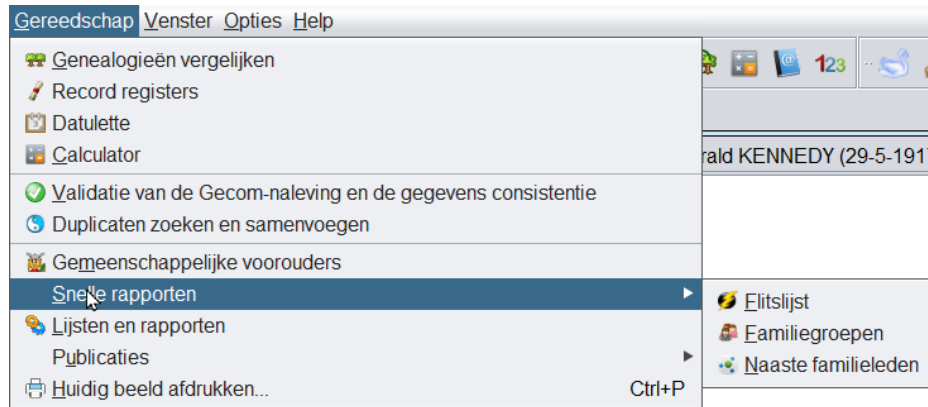 Gereedschap Venster Opties Help
Genealogieën vergelijken
Record registers
Datulette
Calculator
123
rald KENNEDY (29-5-191
Validatie van de Gecom-naleving en de gegevens consistentie
Duplicaten zoeken en samenvoegen
Gemeenschappelijke voorouders
Snelle rapporten
Flitslijst
Lijsten en rapporten
Familiegroepen
Publicaties
Naaste familieleden
Huidig beeld afdrukken... Ctrl+P